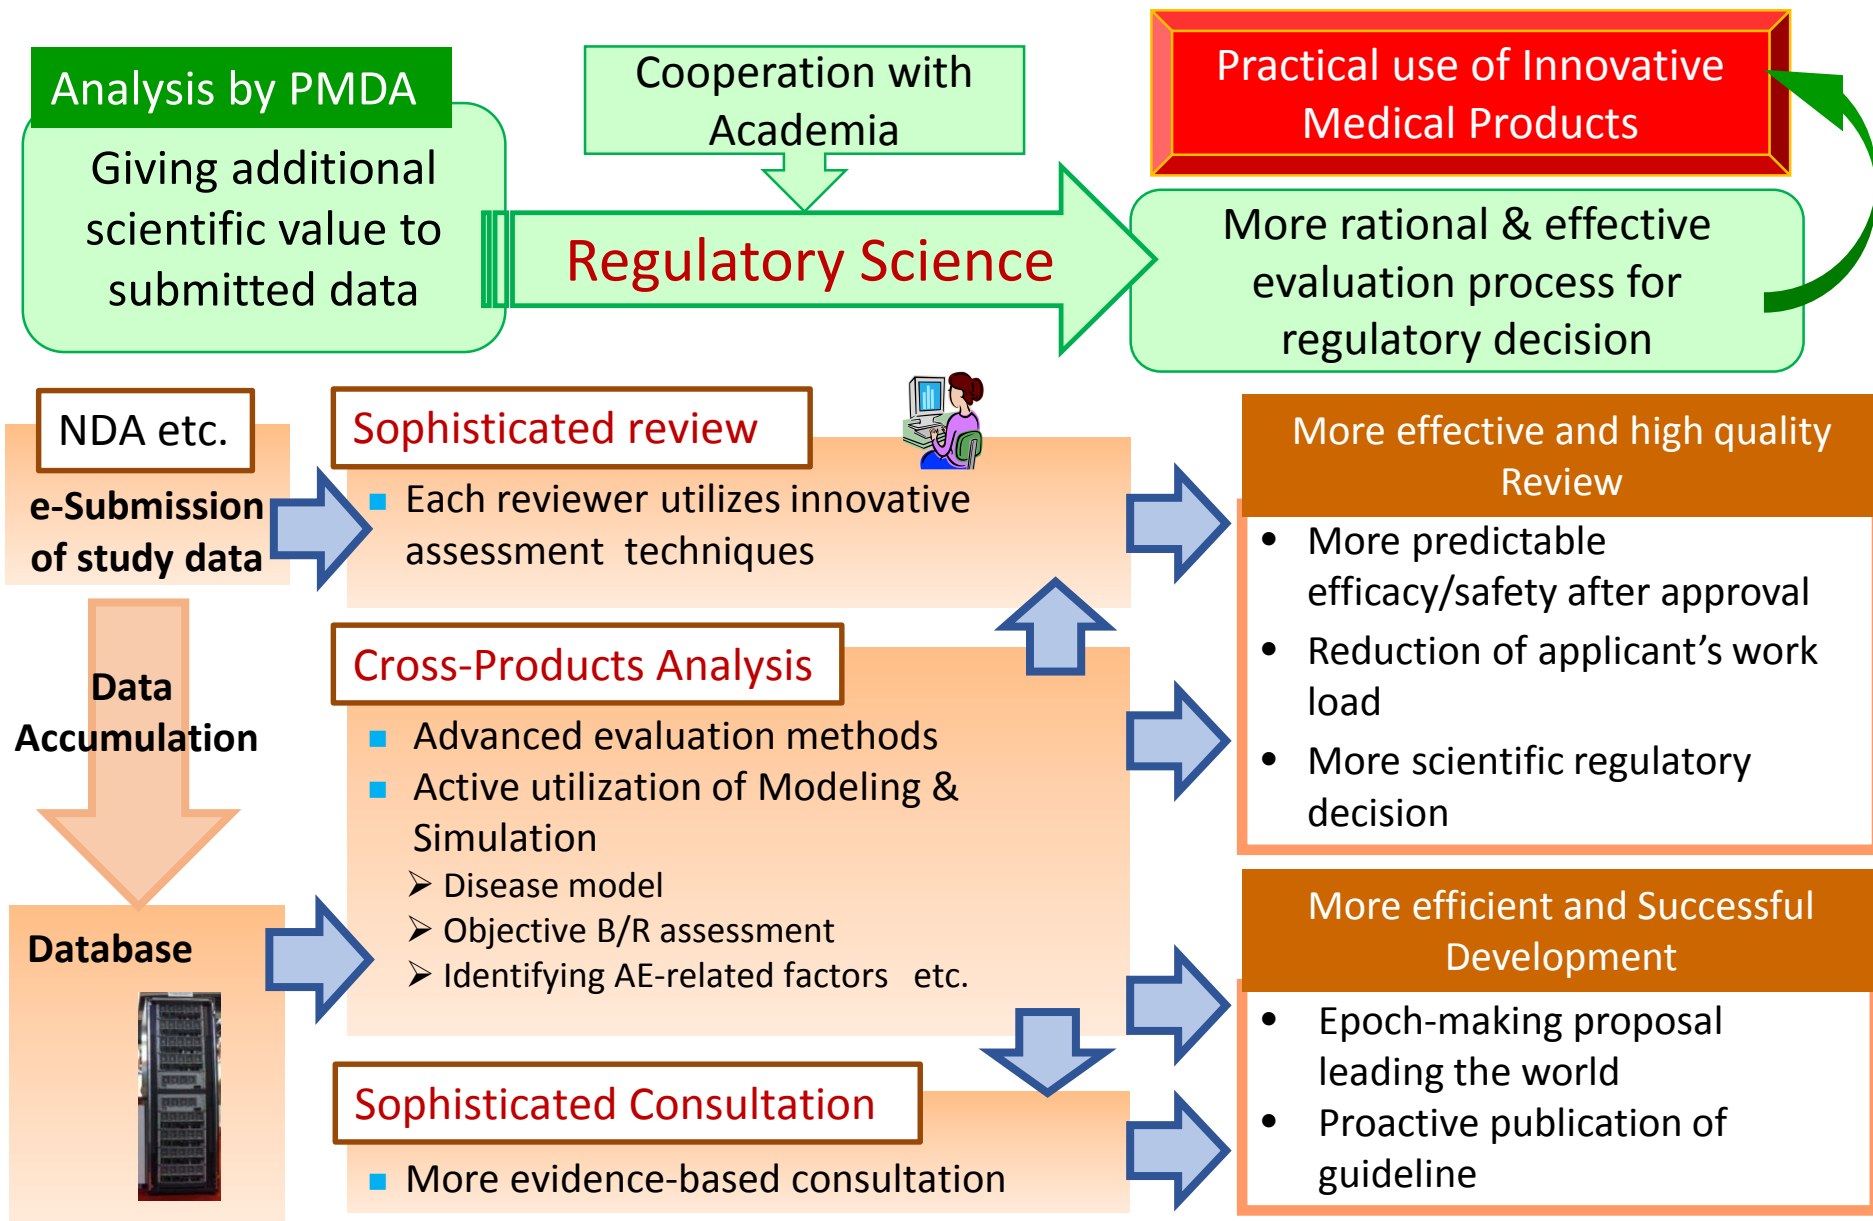 Analysis by PMDA
Giving additional
scientific value to
submitted data
Cooperation with
Academia
Regulatory Science
Practical use of Innovative
Medical Products
More rational & effective
evaluation process for
regulatory decision
NDA etc.
e-Submission
of study data
Data
Accumulation
Database
Sophisticated review
Each reviewer utilizes innovative
assessment techniques
Cross-Products Analysis
Advanced evaluation methods
Active utilization of Modeling &
Simulation
Disease model
Objective B/R assessment
Identifying AE-related factors etc.
Sophisticated Consultation
More evidence-based consultation
More effective and high quality
Review
More predictable
efficacy/safety after approval
Reduction of applicant’s work
load
More scientific regulatory
decision
More efficient and Successful
Development
Epoch-making proposal
leading the world
Proactive publication of
guideline